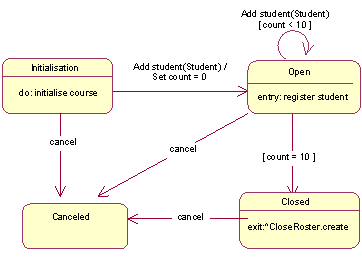 Add student(Student)
[ count < 10 ]
Initialisation
do: initialise course
Add student(Student) /
Set count = 0
Open
entry: register student
cancel
cancel
[ count = 10 ]
Canceled
cancel
Closed
exit:^CloseRoster.create